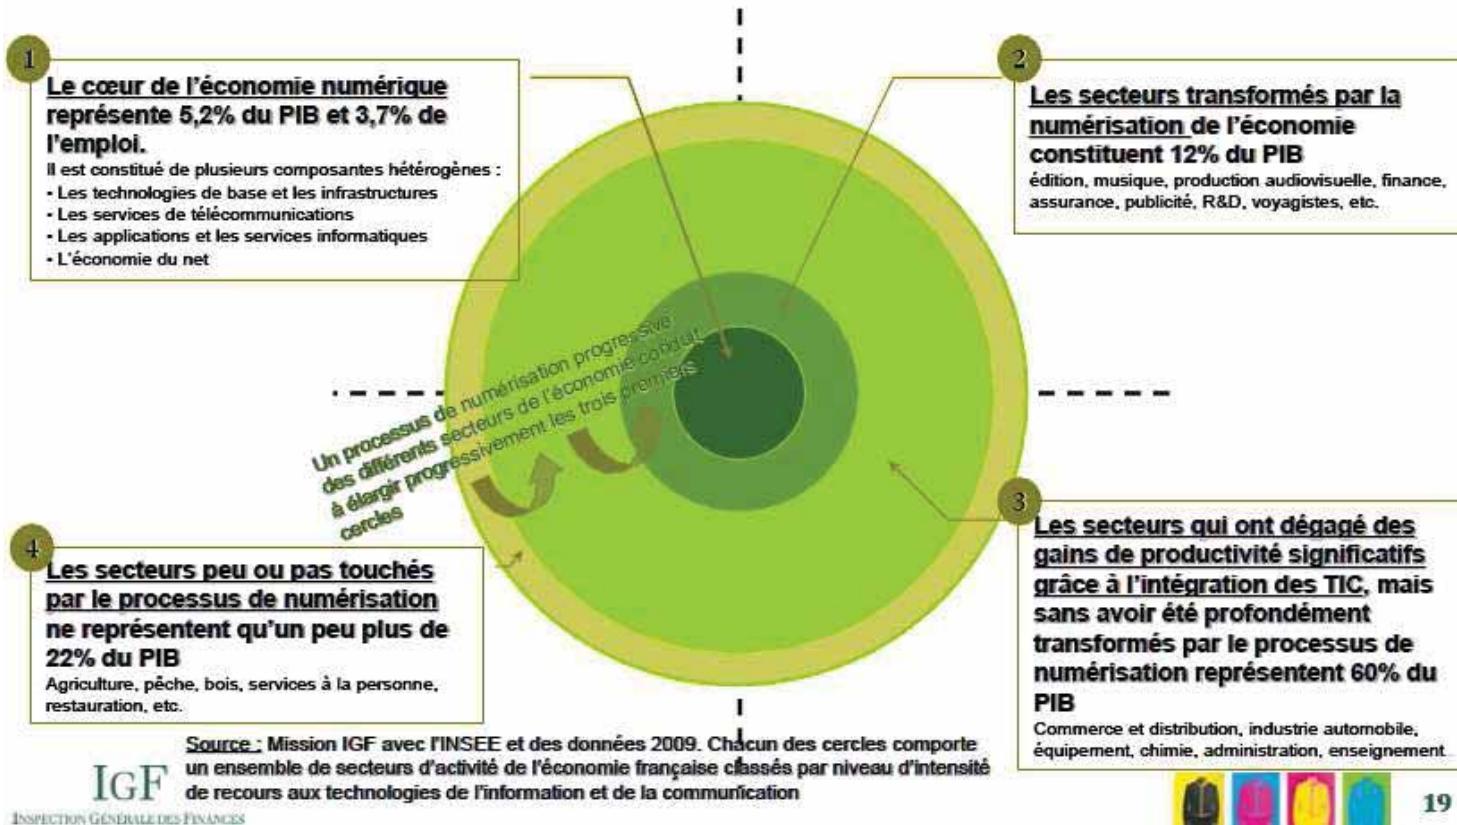 1
Le cœur de l'économie numérique
représente 5,2% du PIB et 3,7% de
l'emploi.
Il est constitué de plusieurs composantes hétérogènes :
- Les technologies de base et les infrastructures
- Les services de télécommunications
- Les applications et les services informatiques
- L'économie du net
2
Les secteurs transformés par la
numérisation de l'économie
constituent 12% du PIB
édition, musique, production audiovisuelle, finance,
assurance, publicité, R&D, voyagistes, etc.
Un processus de numérisation progressive
des différents secteurs de l'économie conduit
à élargir progressivement les trois premiers
cercles
4
Les secteurs peu ou pas touchés
par le processus de numérisation
ne représentent qu'un peu plus de
22% du PIB
Agriculture, pêche, bois, services à la personne,
restauration, etc.
3
Les secteurs qui ont dégagé des
gains de productivité significatifs
grâce à l'intégration des TIC, mais
sans avoir été profondément
transformés par le processus de
numérisation représentent 60% du
PIB
Commerce et distribution, industrie automobile,
équipement, chimie, administration, enseignement
Source : Mission IGF avec l'INSEE et des données 2009. Chacun des cercles comporte
un ensemble de secteurs d'activité de l'économie française classés par niveau d'intensité
de recours aux technologies de l'information et de la communication
IGF
INSPECTION GÉNÉRALE DES FINANCES
19